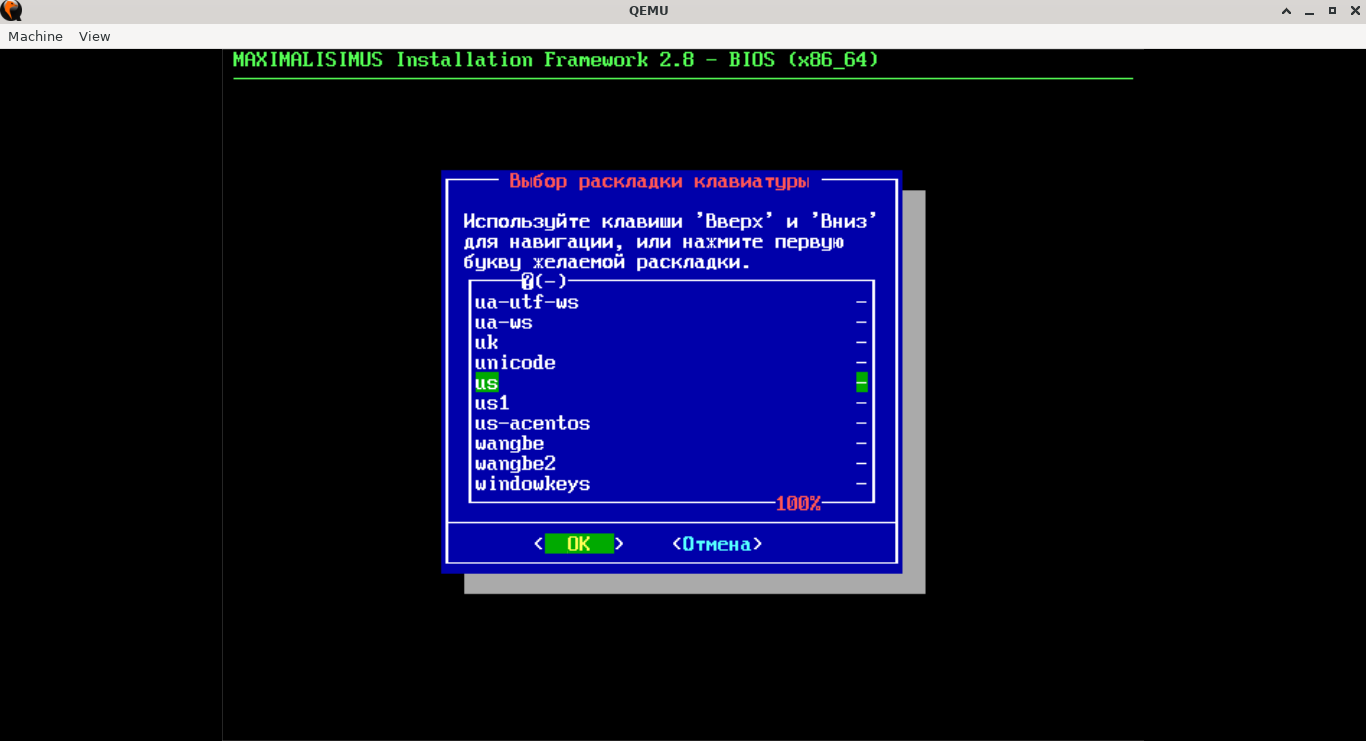 QEMU
Machine View
MAXIMALISIMUS Installation Framework 2.8 - BIOS (x86_64)
Выбор раскладки клавиатуры
Используйте клавиши 'Вверх' и 'Вниз'
для навигации, или нажмите первую
букву желаемой раскладки.
(-)
ua-utf-ws -
ua-ws -
uk -
unicode -
us -
us1 -
us-acentos -
wangbe -
wangbe2 -
windowkeys -
100%
< OK > <Отмена>